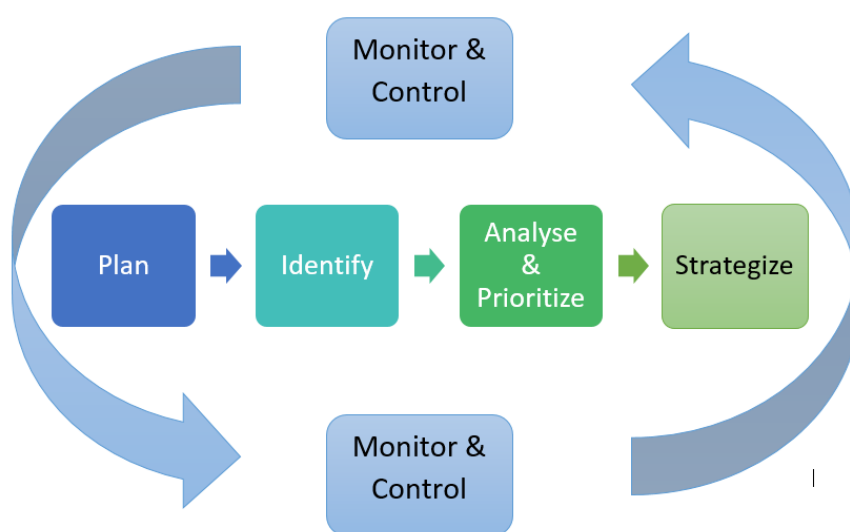 Monitor &
Control
Plan
Identify
Analyse
&
Prioritize
Strategize
Monitor &
Control